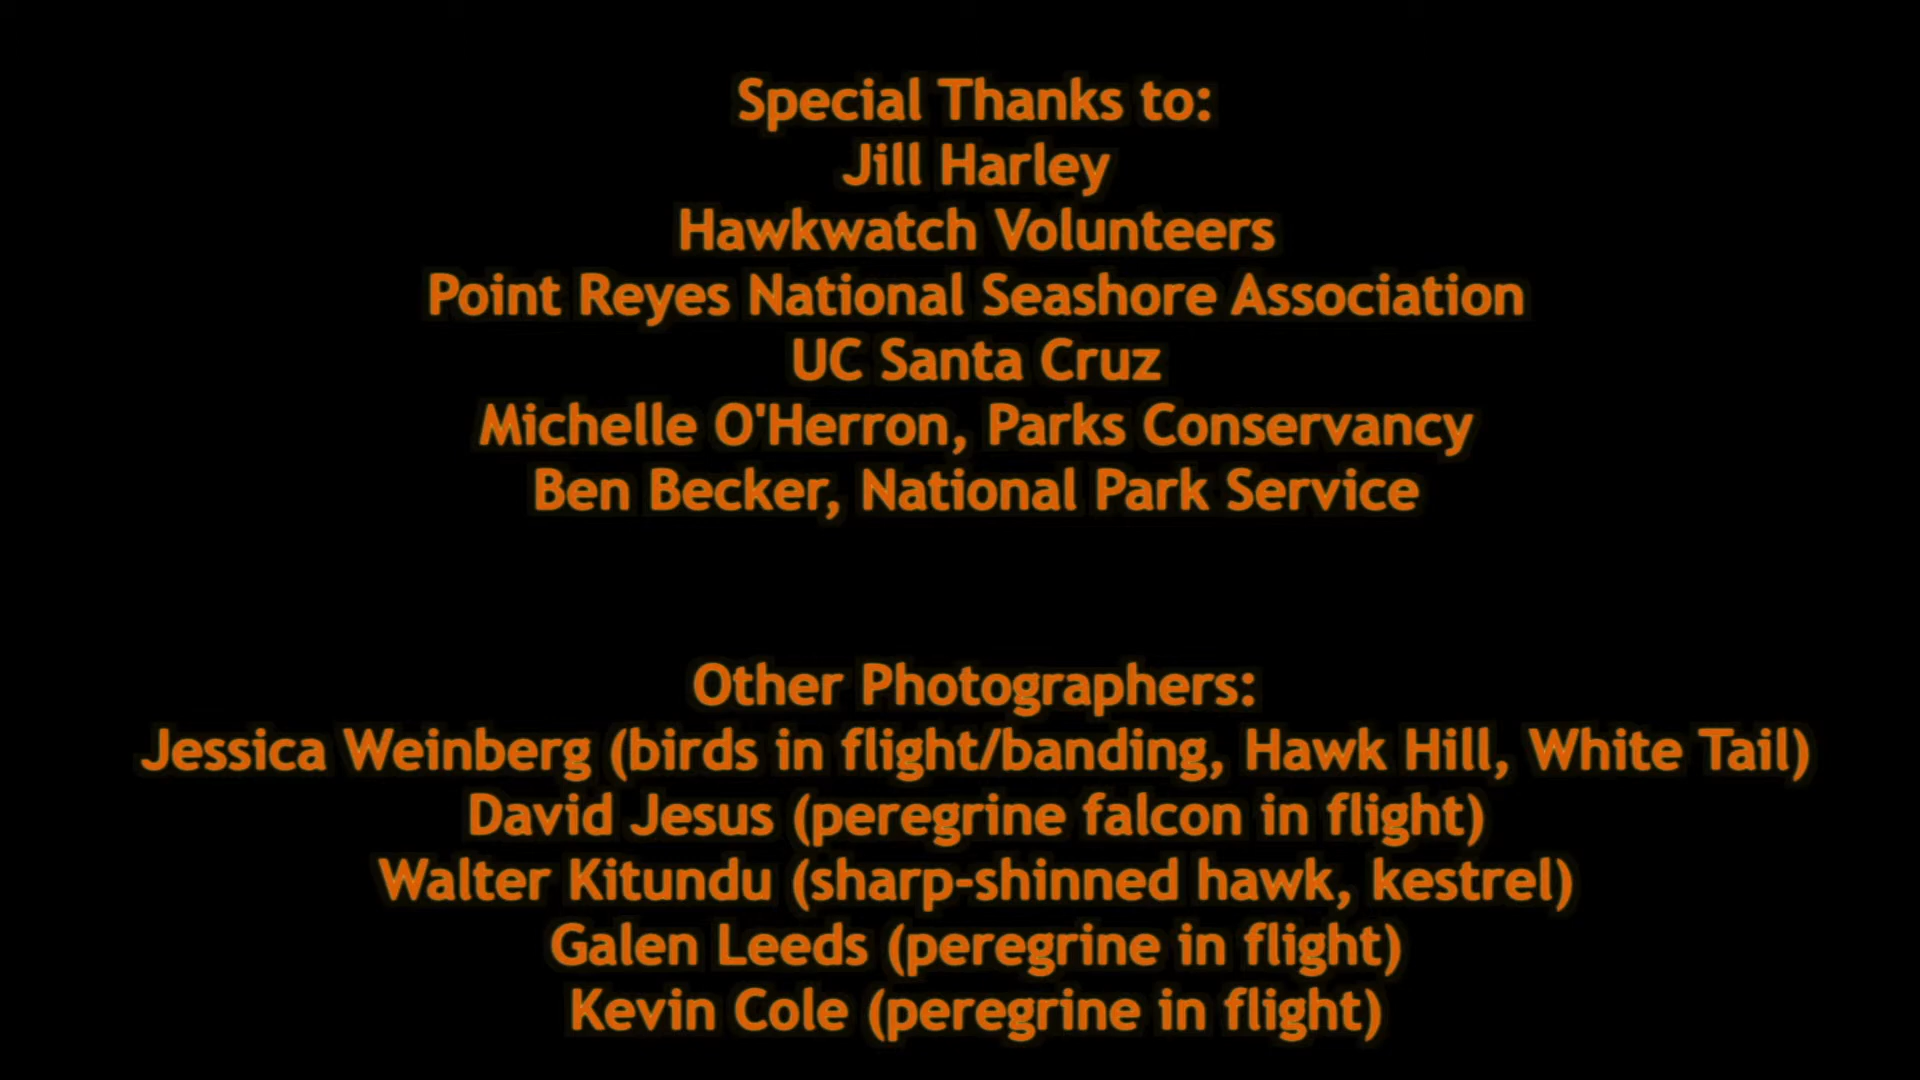 Special Thanks to:
Jill Harley
Hawkwatch Volunteers
Point Reyes National Seashore Association
UC Santa Cruz
Michelle O'Herron, Parks Conservancy
Ben Becker, National Park Service
Other Photographers:
Jessica Weinberg (birds in flight/banding, Hawk Hill, White Tail)
David Jesus (peregrine falcon in flight)
Walter Kitundu (sharp-shinned hawk, kestrel)
Galen Leeds (peregrine in flight)
Kevin Cole (peregrine in flight)